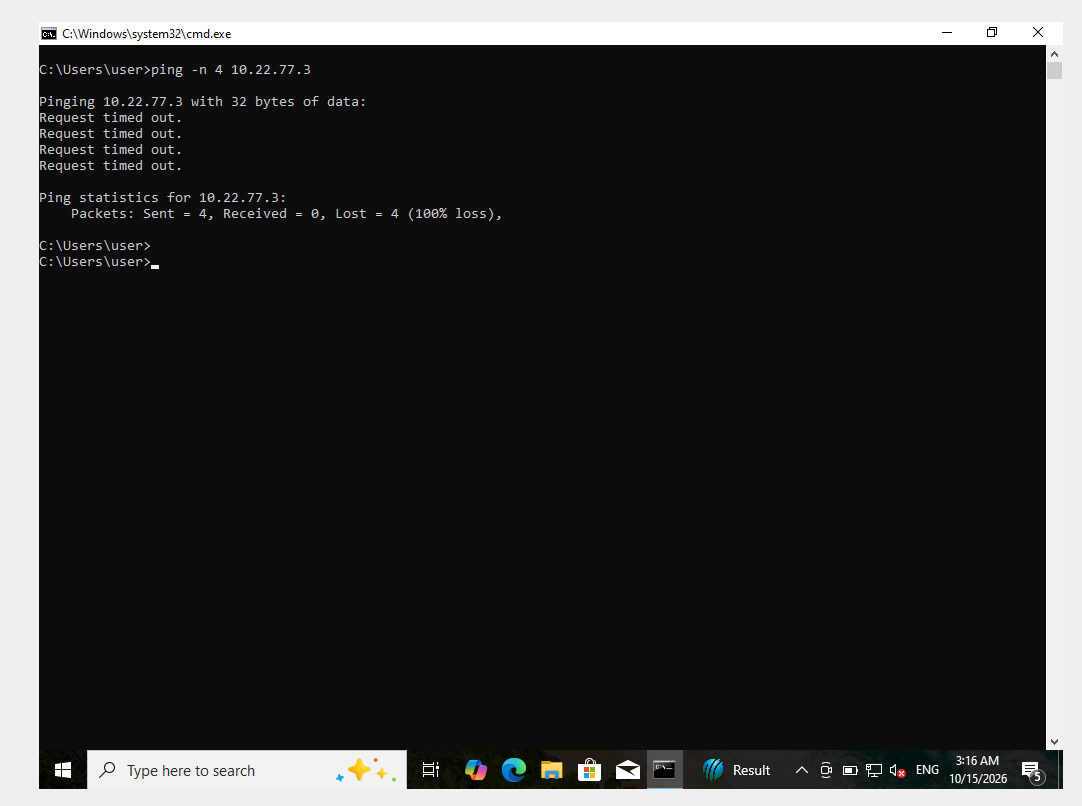 C:\Windows\system32\cmd.exe
C:\Users\user>ping -n 4 10.22.77.3
Pinging 10.22.77.3 with 32 bytes of data:
Request timed out.
Request timed out.
Request timed out.
Request timed out.
Ping statistics for 10.22.77.3:
    Packets: Sent = 4, Received = 0, Lost = 4 (100% loss),
C:\Users\user>
C:\Users\user>
Type here to search
Result
ENG
3:16 AM
10/15/2026
5